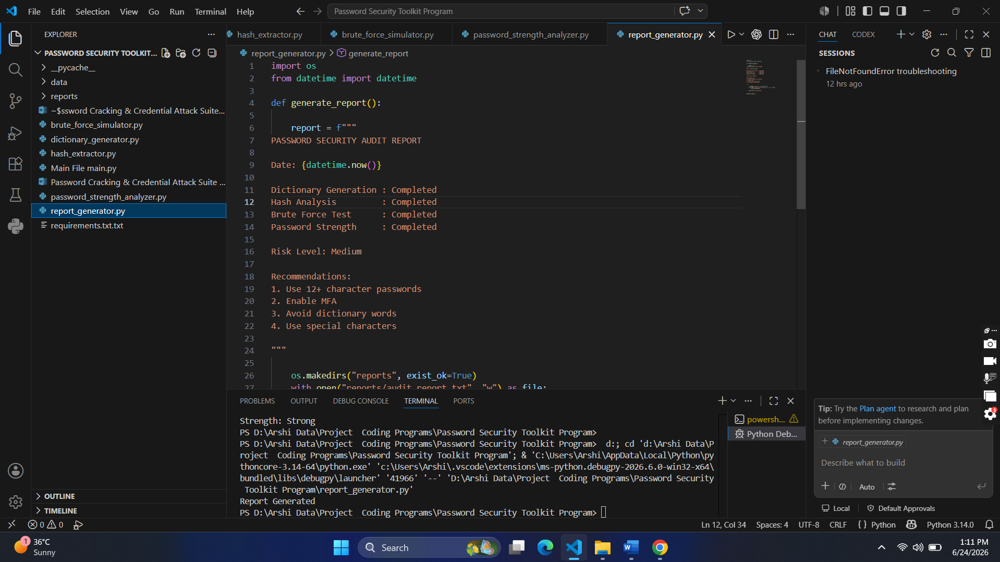 File Edit Selection View Go Run Terminal Help
Password Security Toolkit Program
EXPLORER
PASSWORD SECURITY TOOLKIT...
__pycache__
data
reports
~$ssword Cracking & Credential Attack Suite...
brute_force_simulator.py
dictionary_generator.py
hash_extractor.py
Main File main.py
Password Cracking & Credential Attack Suite ...
password_strength_analyzer.py
report_generator.py
requirements.txt.txt
OUTLINE
TIMELINE
hash_extractor.py brute_force_simulator.py password_strength_analyzer.py report_generator.py
report_generator.py > generate_report
1 import os
2 from datetime import datetime
3
4 def generate_report():
5
6 report = f"""
7 PASSWORD SECURITY AUDIT REPORT
8
9 Date: {datetime.now()}
10
11 Dictionary Generation : Completed
12 Hash Analysis : Completed
13 Brute Force Test : Completed
14 Password Strength : Completed
15
16 Risk Level: Medium
17
18 Recommendations:
19 1. Use 12+ character passwords
20 2. Enable MFA
21 3. Avoid dictionary words
22 4. Use special characters
23
24 """
25
26 os.makedirs("reports", exist_ok=True)
27 with open("reports/audit_report.txt", "w") as file:
PROBLEMS OUTPUT DEBUG CONSOLE TERMINAL PORTS
Strength: Strong
PS D:\Arshi Data\Project  Coding Programs\Password Security Toolkit Program>
PS D:\Arshi Data\Project  Coding Programs\Password Security Toolkit Program>  d:; cd 'd:\Arshi Data\P
roject  Coding Programs\Password Security Toolkit Program'; & 'C:\Users\Arshi\AppData\Local\Python\py
thoncore-3.14-64\python.exe' 'c:\Users\Arshi\.vscode\extensions\ms-python.debugpy-2026.6.0-win32-x64\
bundled\libs\debugpy\launcher' '41966' '--' 'D:\Arshi Data\Project  Coding Programs\Password Security
 Toolkit Program\report_generator.py'
Report Generated
PS D:\Arshi Data\Project  Coding Programs\Password Security Toolkit Program>
powersh...
Python Deb...
CHAT CODEX
SESSIONS
FileNotFoundError troubleshooting
12 hrs ago
Tip: Try the Plan agent to research and plan
before implementing changes.
report_generator.py
Describe what to build
Auto
Local Default Approvals
5
0 0
Ln 12, Col 34 Spaces: 4 UTF-8 CRLF { } Python Python 3.14.0
1
36°C
Sunny
Search
1:11 PM
6/24/2026